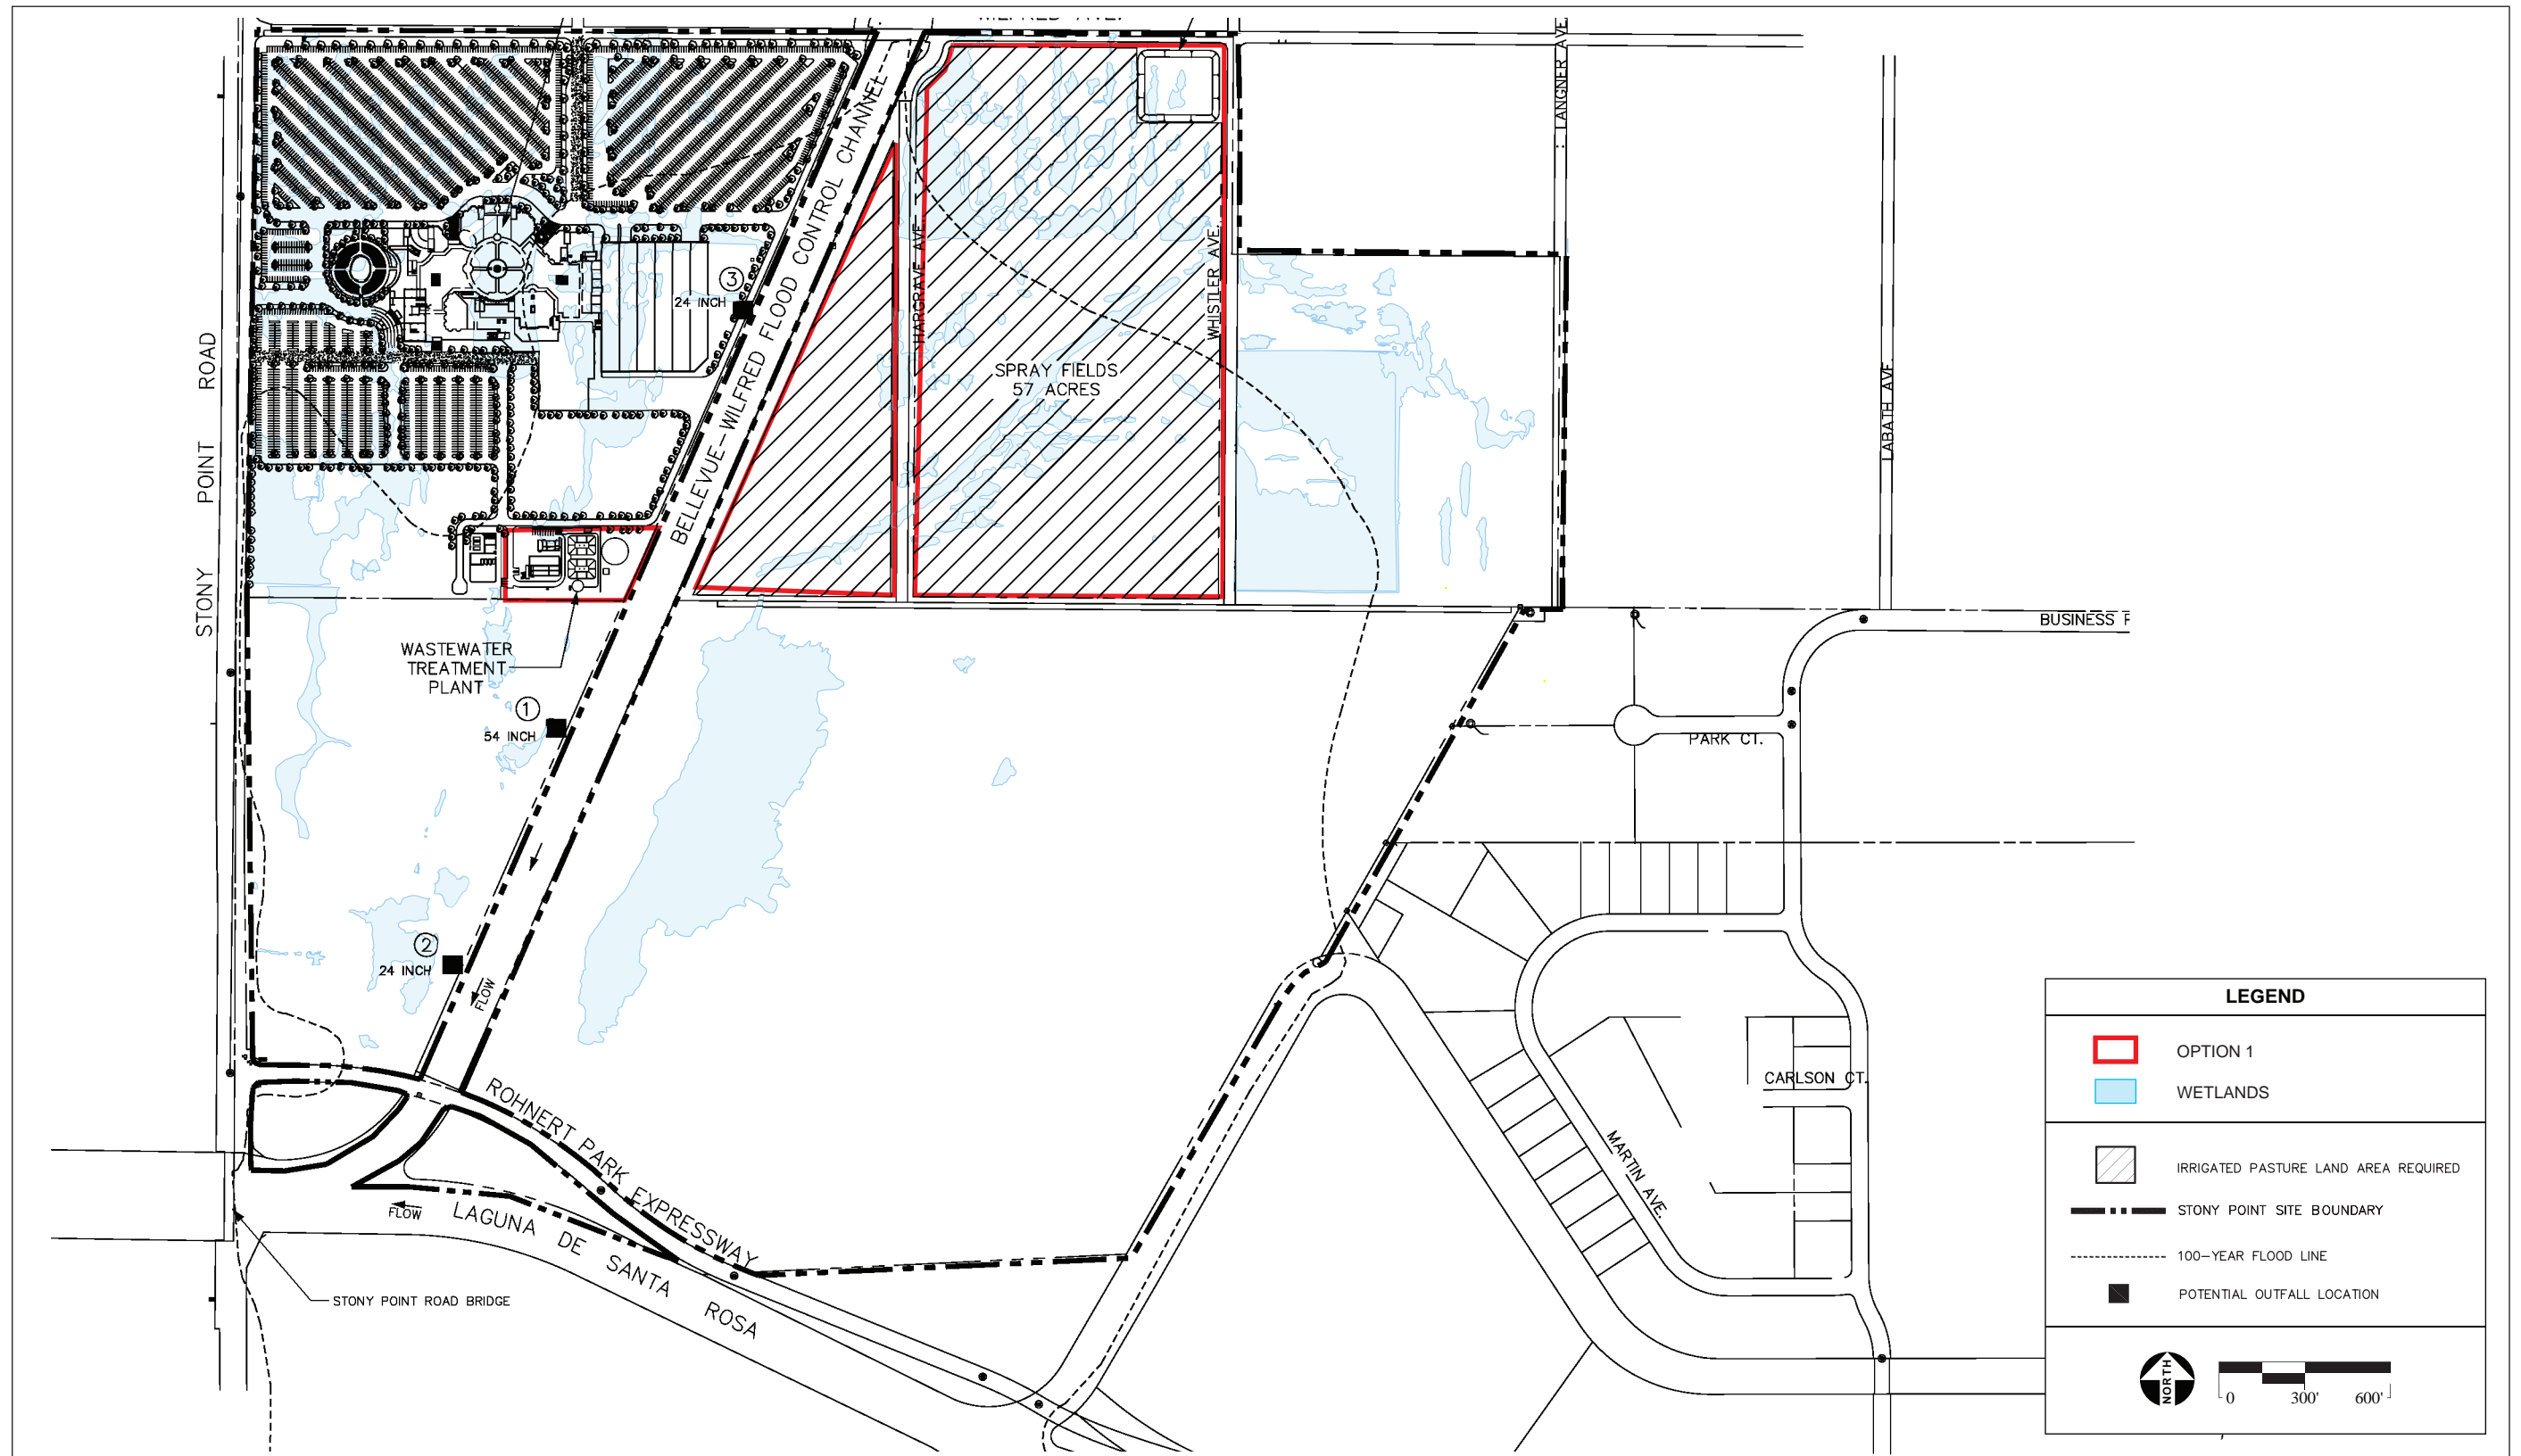 STONY POINT ROAD
BELLEVUE-WILFRED FLOOD CONTROL CHANNEL
HARGRAVE AVE.
WHISTLER AVE.
LANGNER AVE.
LABATH AVE.
3
24 INCH
SPRAY FIELDS
57 ACRES
WASTEWATER
TREATMENT
PLANT
1
54 INCH
2
24 INCH
FLOW
BUSINESS
PARK CT.
CARLSON CT.
MARTIN AVE.
ROHNERT PARK EXPRESSWAY
FLOW
LAGUNA DE SANTA ROSA
STONY POINT ROAD BRIDGE
LEGEND
OPTION 1
WETLANDS
IRRIGATED PASTURE LAND AREA REQUIRED
STONY POINT SITE BOUNDARY
100-YEAR FLOOD LINE
POTENTIAL OUTFALL LOCATION
NORTH
0 300' 600'